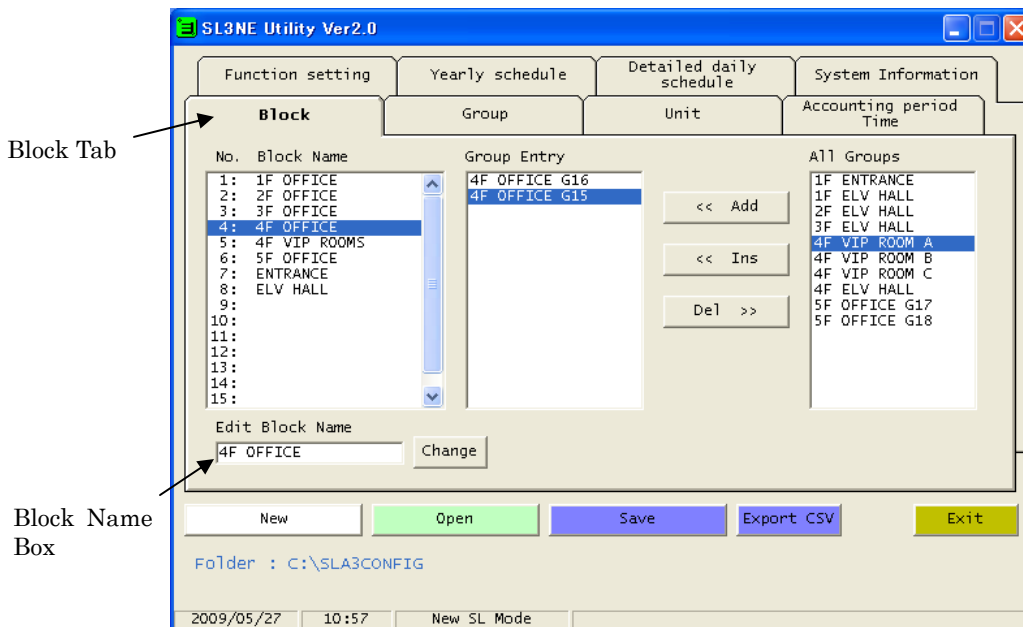 SL3NE Utility Ver2.0
Function setting
Yearly schedule
Detailed daily
schedule
System Information
Block
Group
Unit
Accounting period
Time
Block Tab
No. Block Name
1: 1F OFFICE
2: 2F OFFICE
3: 3F OFFICE
4: 4F OFFICE
5: 4F VIP ROOMS
6: 5F OFFICE
7: ENTRANCE
8: ELV HALL
9:
10:
11:
12:
13:
14:
15:
Group Entry
4F OFFICE G16
4F OFFICE G15
<< Add
<< Ins
Del >>
All Groups
1F ENTRANCE
1F ELV HALL
2F ELV HALL
3F ELV HALL
4F VIP ROOM A
4F VIP ROOM B
4F VIP ROOM C
4F ELV HALL
5F OFFICE G17
5F OFFICE G18
Edit Block Name
4F OFFICE
Change
Block Name
Box
New
Open
Save
Export CSV
Exit
Folder : C:\SLA3CONFIG
2009/05/27
10:57
New SL Mode